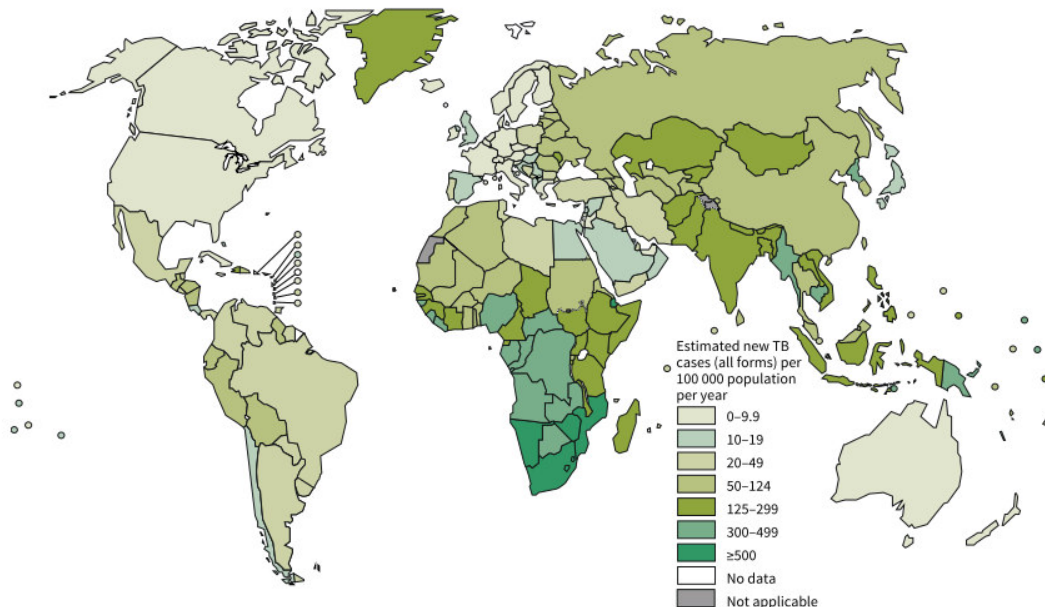 Estimated new TB
cases (all forms) per
100 000 population
per year
0–9.9
10–19
20–49
50–124
125–299
300–499
≥500
No data
Not applicable